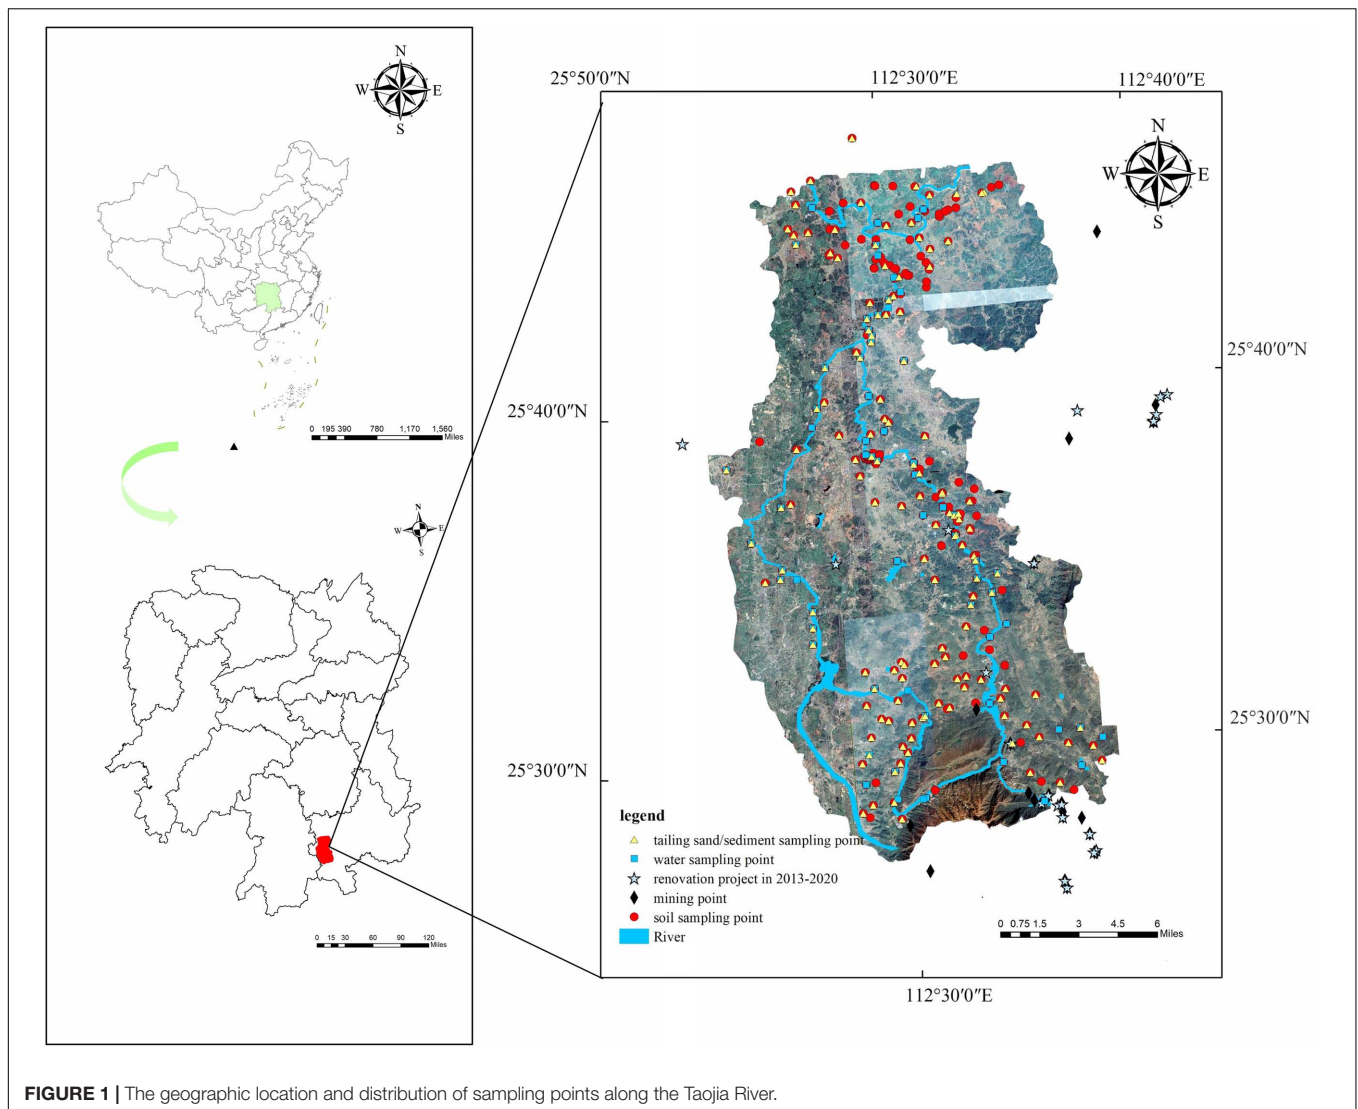 N
W E
S
0 195 390 780 1,170 1,560
Miles
N
W E
S
0 15 30 60 90 120
Miles
25°50′0″N 112°30′0″E 112°40′0″E
N
W E
S
25°40′0″N
25°40′0″N
25°30′0″N
25°30′0″N
legend
tailing sand/sediment sampling point
water sampling point
renovation project in 2013-2020
mining point
soil sampling point
River
0 0.75 1.5 3 4.5 6
Miles
112°30′0″E
FIGURE 1 | The geographic location and distribution of sampling points along the Taojia River.